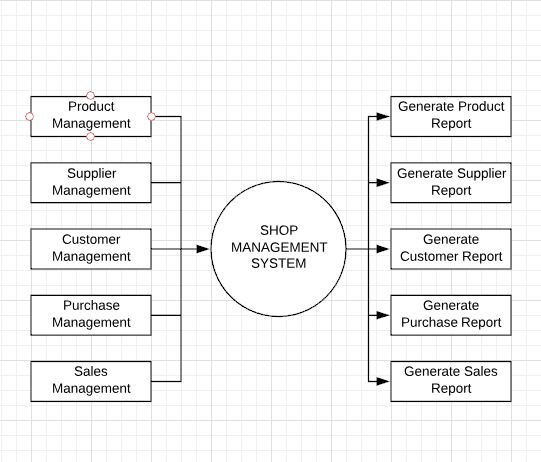 Product
Management
Supplier
Management
Customer
Management
Purchase
Management
Sales
Management
SHOP
MANAGEMENT
SYSTEM
Generate Product
Report
Generate Supplier
Report
Generate
Customer Report
Generate
Purchase Report
Generate Sales
Report